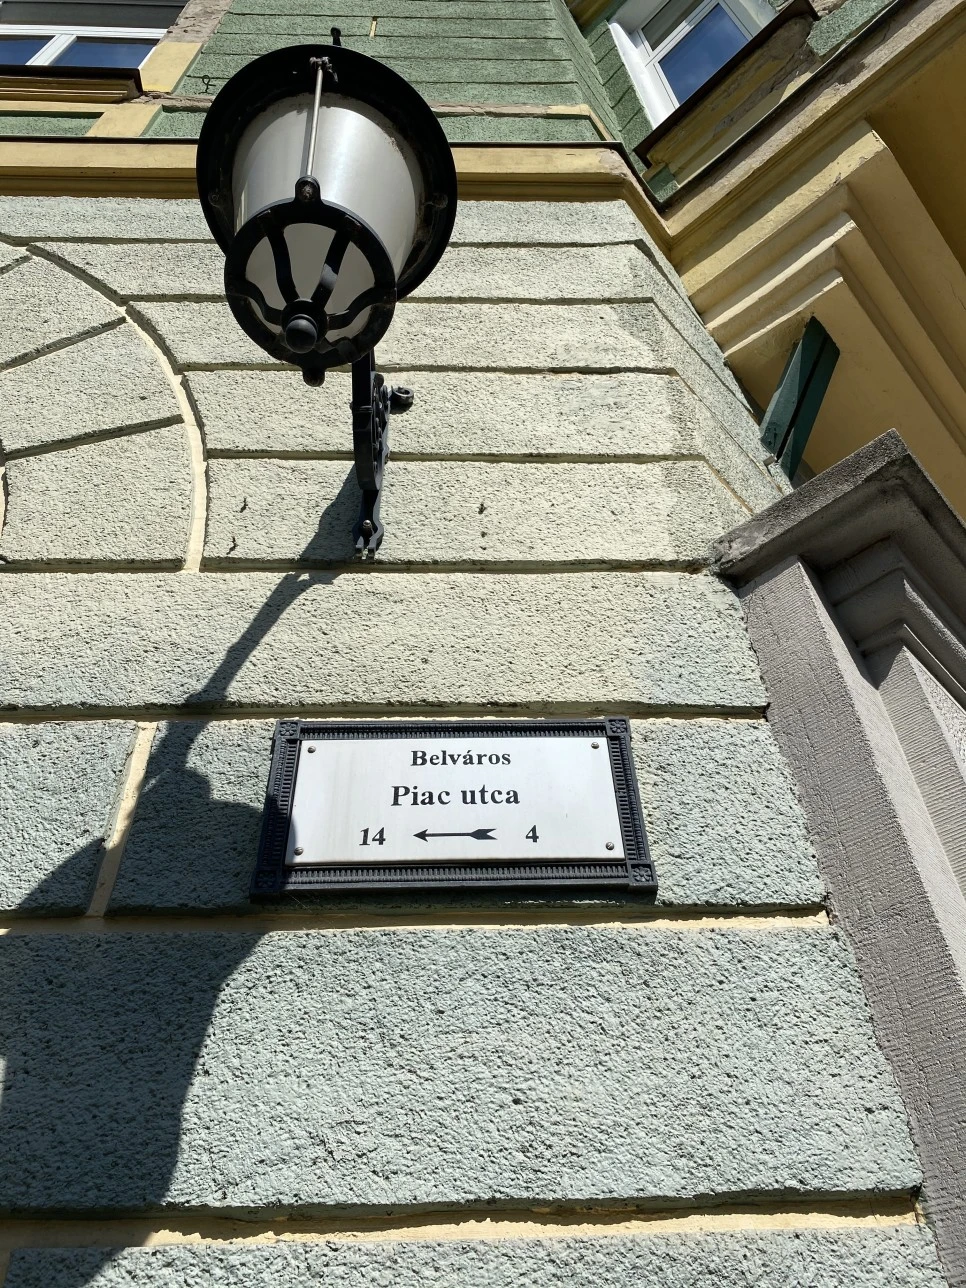 Belváros
Piac utca
14 ← 4